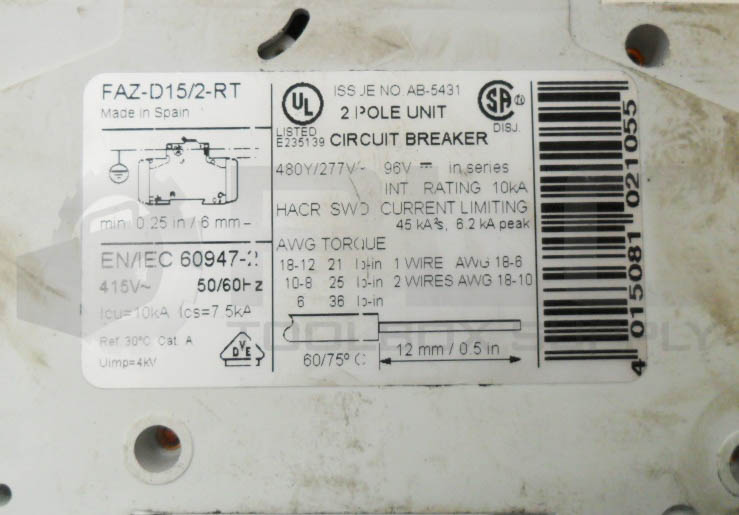 FAZ-D15/2-RT
Made in Spain
min. 0.25 in / 6 mm
EN/IEC 60947-2
415V~ 50/60Hz
Icu=10kA Ics=7.5kA
Ref. 30°C Cat. A
Uimp=4kV
DVE
UL
LISTED
E235139
ISSUE NO. AB-5431
2 POLE UNIT
CIRCUIT BREAKER
SA
DISJ.
480Y/277V~ 96V in series
INT. RATING 10kA
HACR SWD CURRENT LIMITING
45 kA²s, 6.2 kA peak
AWG TORQUE
18-12 21 lb-in 1 WIRE AWG 18-6
10-8 25 lb-in 2 WIRES AWG 18-10
6 36 lb-in
60/75° C
12 mm / 0.5 in
4 015081 021055
TOOLBOX SUPPLY